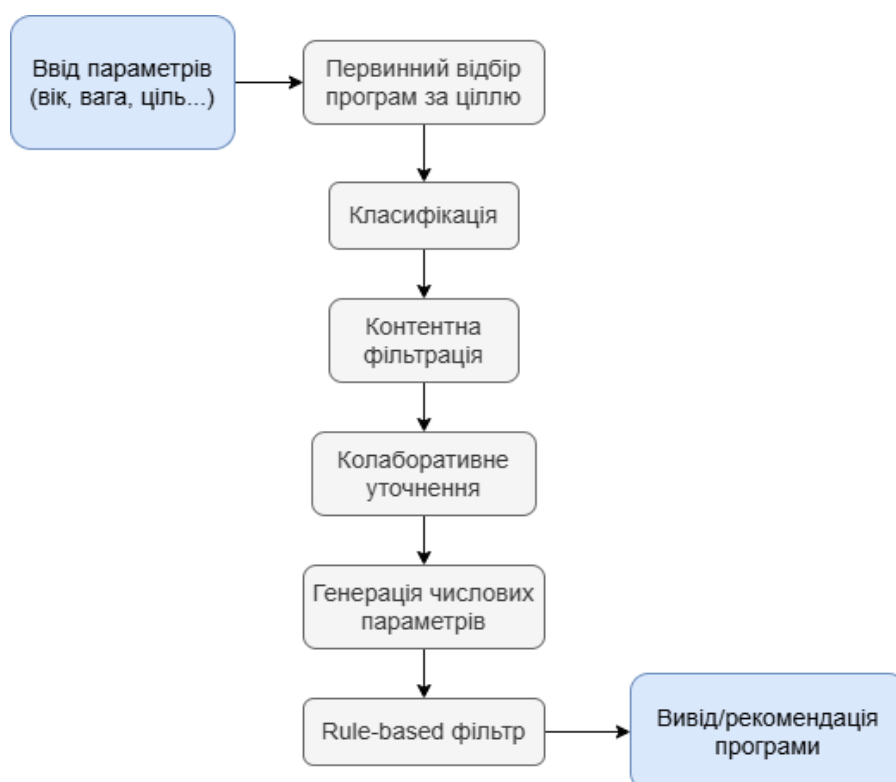 Ввід параметрів
(вік, вага, ціль...)
Первинний відбір
програм за ціллю
Класифікація
Контентна
фільтрація
Колаборативне
уточнення
Генерація числових
параметрів
Rule-based фільтр
Вивід/рекомендація
програми